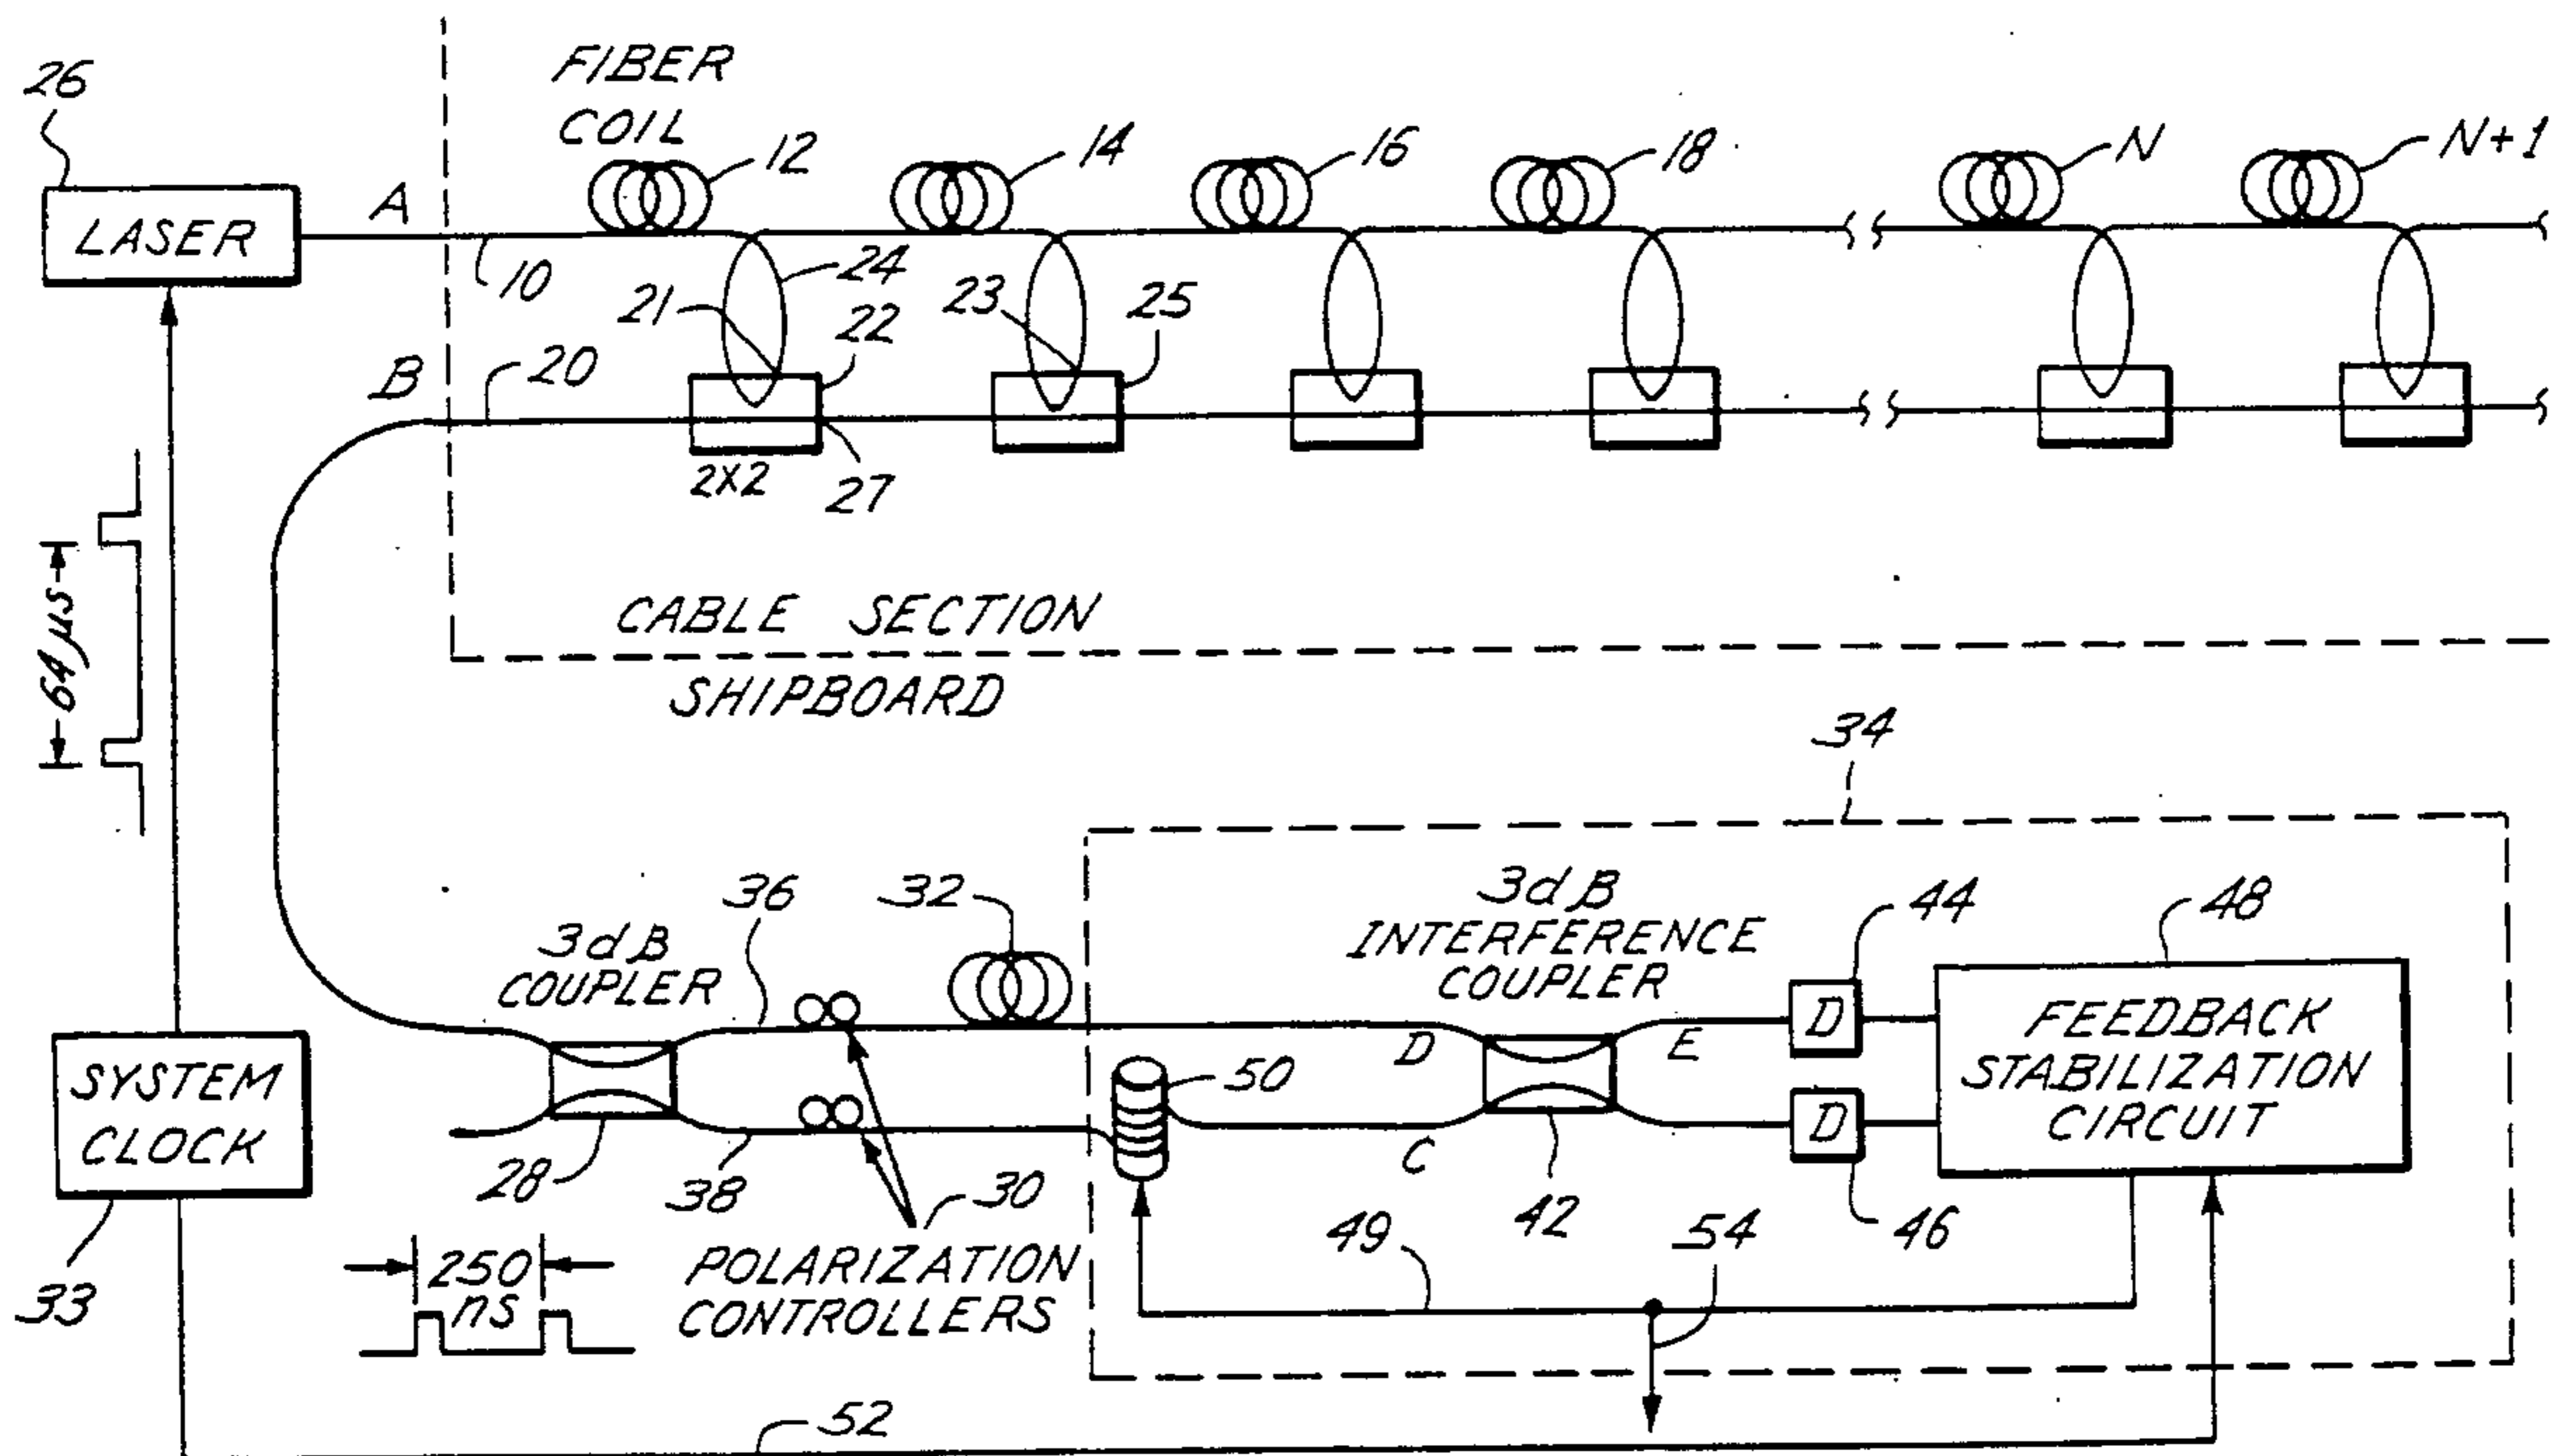 26
FIBER
COIL
12
14
16
18
N
N+1
LASER
A
10
24
21
22
23
25
B
20
2X2
27
64 µs
CABLE SECTION
SHIPBOARD
34
36
32
3dB
COUPLER
3dB
INTERFERENCE
COUPLER
44
48
D
E
D
FEEDBACK
STABILIZATION
CIRCUIT
SYSTEM
CLOCK
50
D
C
28
38
30
42
46
33
250
ns
POLARIZATION
CONTROLLERS
49
54
52